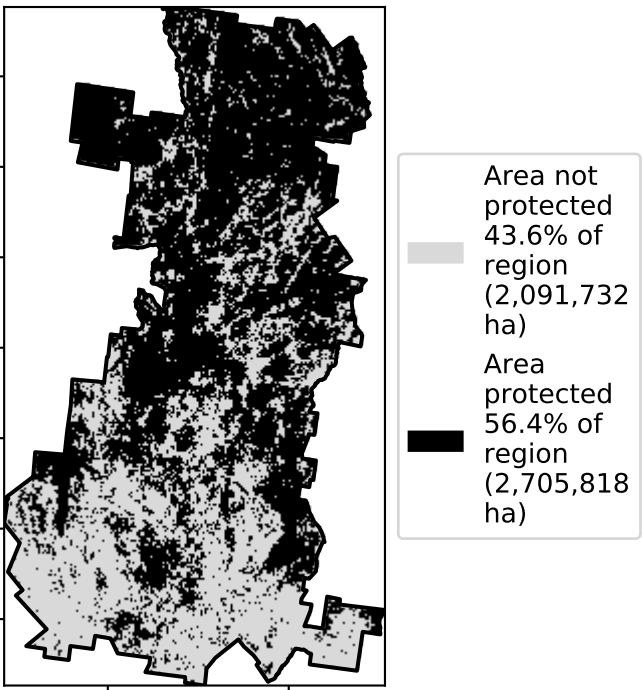 Area not
protected
43.6% of
region
(2,091,732
ha)
Area
protected
56.4% of
region
(2,705,818
ha)